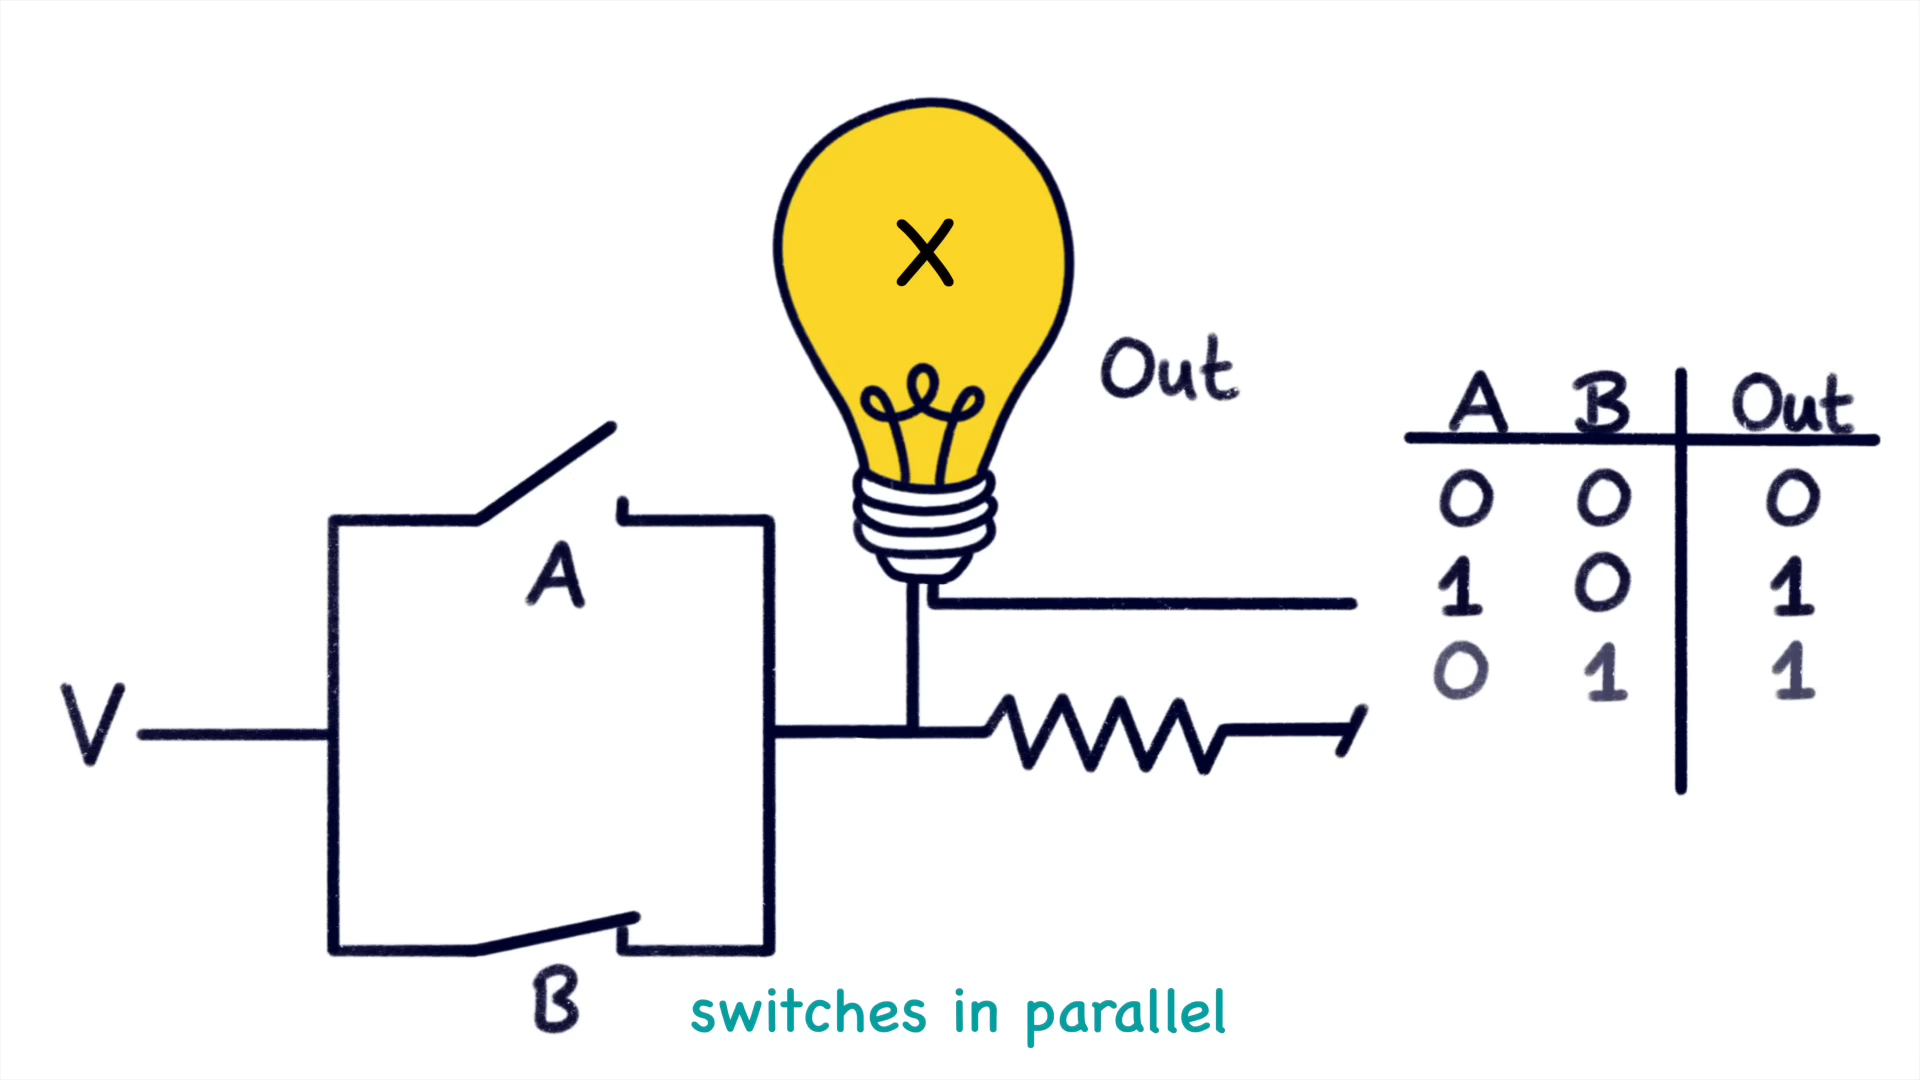 X
Out
A B Out
0 0 0
1 0 1
0 1 1
A
V
B
switches in parallel